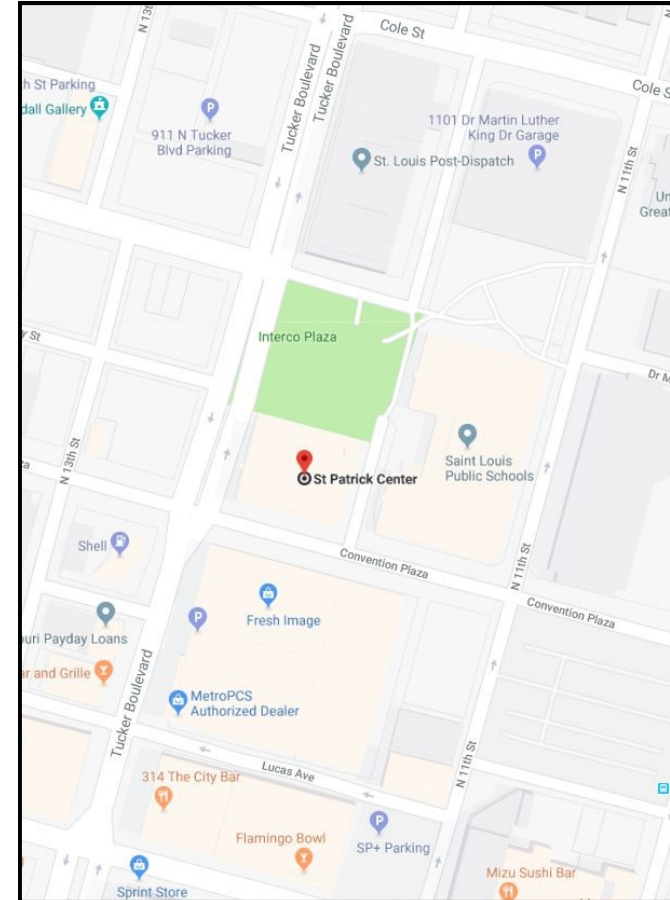 N 13t
Cole St
Cole S
Tucker Boulevard
Tucker Boulevard
h St Parking
dall Gallery
911 N Tucker
Blvd Parking
1101 Dr Martin Luther
King Dr Garage
St. Louis Post-Dispatch
N 11th St
Un
Great
Interco Plaza
y St
Dr M
N 13th St
za
St Patrick Center
Saint Louis
Public Schools
Shell
Convention Plaza
N 11th St
Convention Plaza
Fresh Image
ouri Payday Loans
ar and Grille
Tucker Boulevard
MetroPCS
Authorized Dealer
N 11th St
Lucas Ave
314 The City Bar
Flamingo Bowl
SP+ Parking
Mizu Sushi Bar
Sprint Store